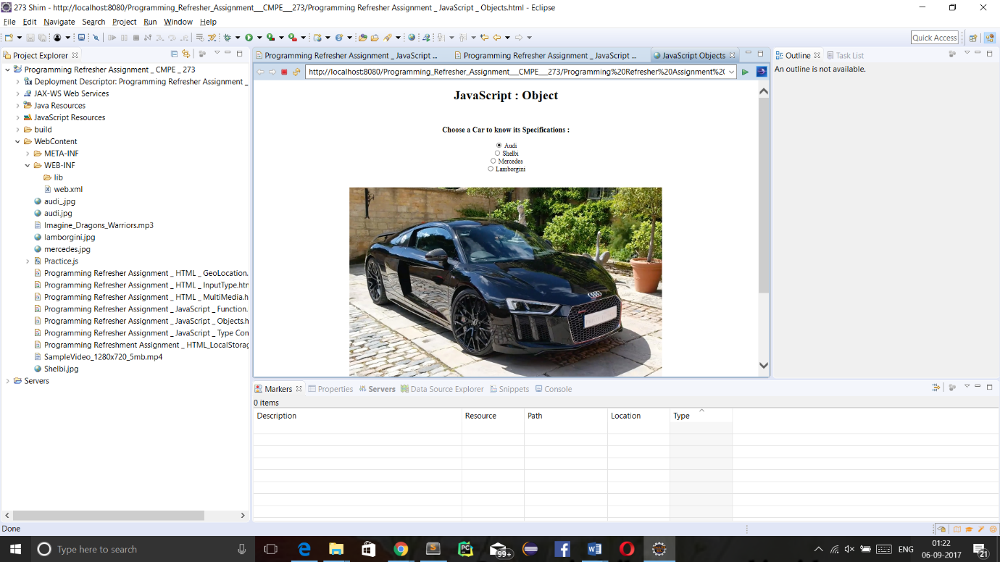 273 Shim - http://localhost:8080/Programming_Refresher_Assignment__CMPE__273/Programming Refresher Assignment _ JavaScript _ Objects.html - Eclipse
File Edit Navigate Search Project Run Window Help
Quick Access
Project Explorer
Programming Refresher Assignment _ JavaScript ...
Programming Refresher Assignment _ JavaScript ...
JavaScript Objects
Outline
Task List
http://localhost:8080/Programming_Refresher_Assignment__CMPE__273/Programming%20Refresher%20Assignment%2(
An outline is not available.
Programming Refresher Assignment _ CMPE _ 273
Deployment Descriptor: Programming Refresher Assignment _
JAX-WS Web Services
Java Resources
JavaScript Resources
build
WebContent
META-INF
WEB-INF
lib
web.xml
audi_.jpg
audi.jpg
Imagine_Dragons_Warriors.mp3
lamborgini.jpg
mercedes.jpg
Practice.js
Programming Refresher Assignment _ HTML _ GeoLocation.
Programming Refresher Assignment _ HTML _ InputType.htn
Programming Refresher Assignment _ HTML _ MultiMedia.h
Programming Refresher Assignment _ JavaScript _ Function.
Programming Refresher Assignment _ JavaScript _ Objects.h
Programming Refresher Assignment _ JavaScript _ Type Con
Programming Refreshment Assignment _ HTML_LocalStorag
SampleVideo_1280x720_5mb.mp4
Shelbi.jpg
Servers
JavaScript : Object
Choose a Car to know its Specifications :
Audi
Shelbi
Mercedes
Lamborgini
Markers Properties Servers Data Source Explorer Snippets Console
0 items
Description Resource Path Location Type
Done
Type here to search
PC
99+
ENG
01:22
06-09-2017
21